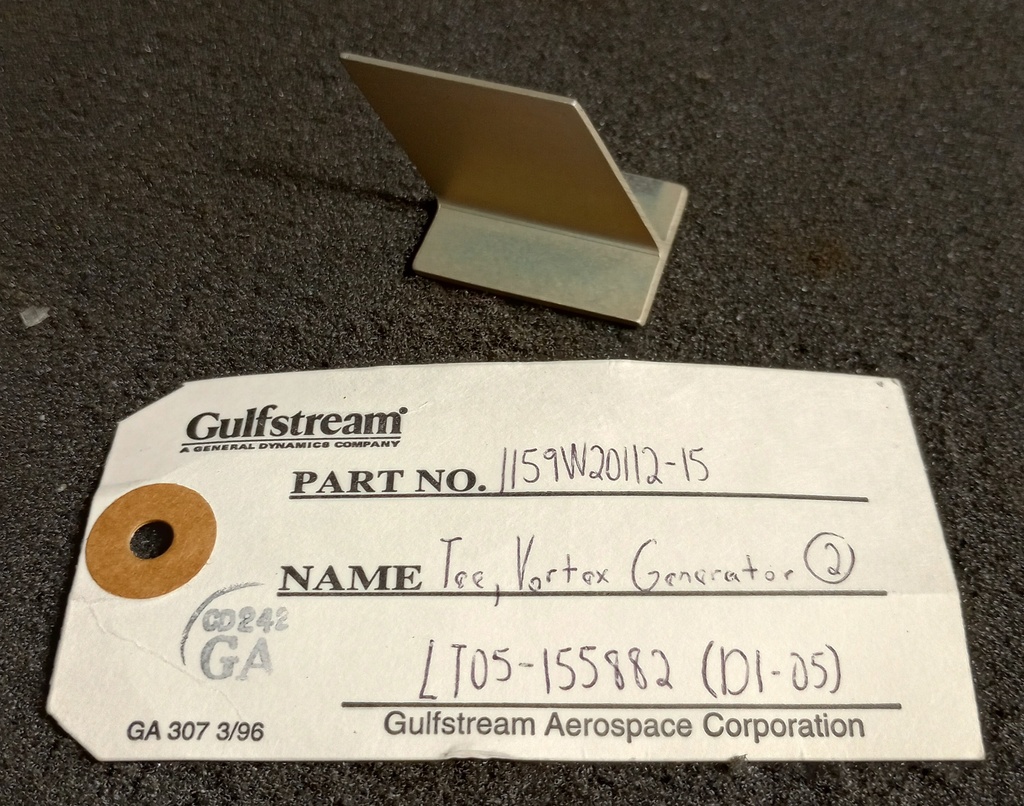 Gulfstream®
A GENERAL DYNAMICS COMPANY
PART NO. 1159W20112-15
NAME Tee, Vortex Generator ②
CD242
GA
LT05-155882 (D1-05)
GA 307 3/96
Gulfstream Aerospace Corporation